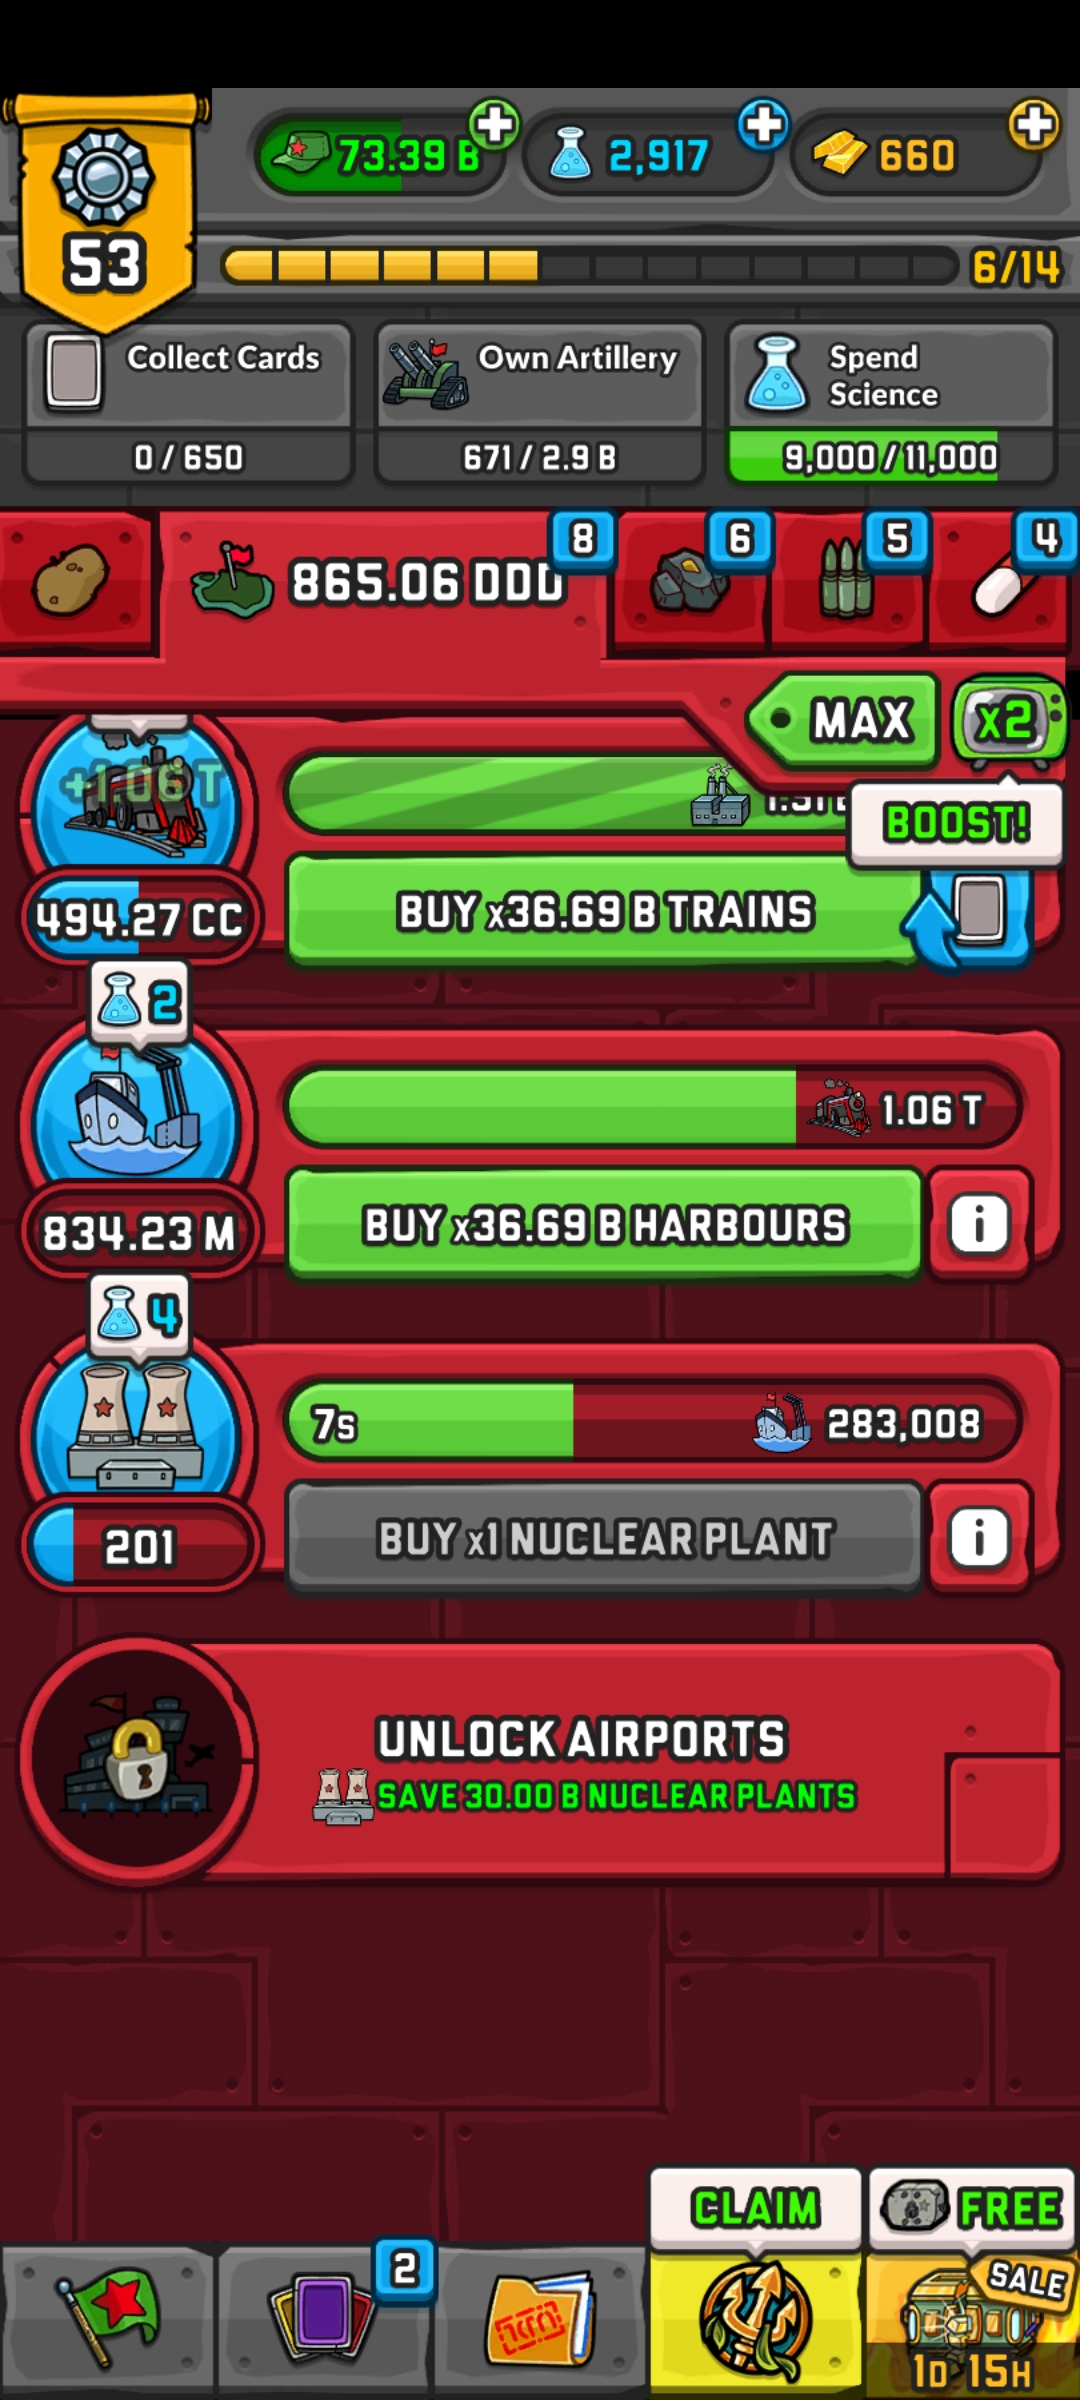 73.39 B
2,917
660
53
6/14
Collect Cards
Own Artillery
Spend
Science
0 / 650
671 / 2.9 B
9,000 / 11,000
865.06 DDD
8
6
5
4
MAX
x2
+1.06 T
BOOST!
494.27 CC
BUY x36.69 B TRAINS
2
1.06 T
834.23 M
BUY x36.69 B HARBOURS
i
4
7s
283,008
201
BUY x1 NUCLEAR PLANT
i
UNLOCK AIRPORTS
SAVE 30.00 B NUCLEAR PLANTS
CLAIM
FREE
2
SALE
1D 15H